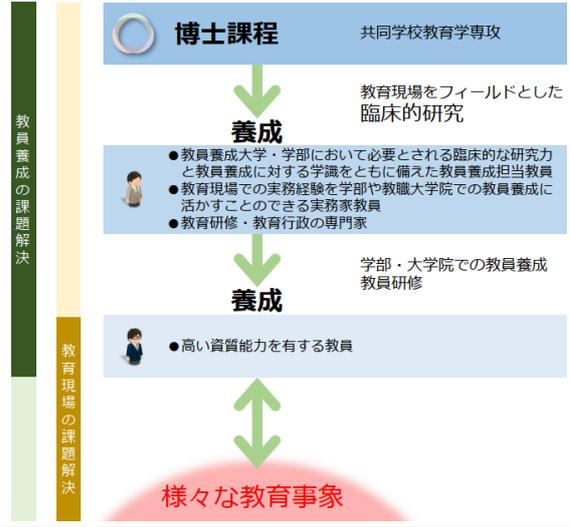 博士課程
共同学校教育学専攻
教育現場をフィールドとした
臨床的研究
養成
●教員養成大学・学部において必要とされる臨床的な研究力
と教員養成に対する学識をともに備えた教員養成担当教員
●教育現場での実務経験を学部や教職大学院での教員養成に
活かすことのできる実務家教員
●教育研修・教育行政の専門家
学部・大学院での教員養成
教員研修
養成
●高い資質能力を有する教員
様々な教育事象
教員養成の課題解決
教育現場の課題解決